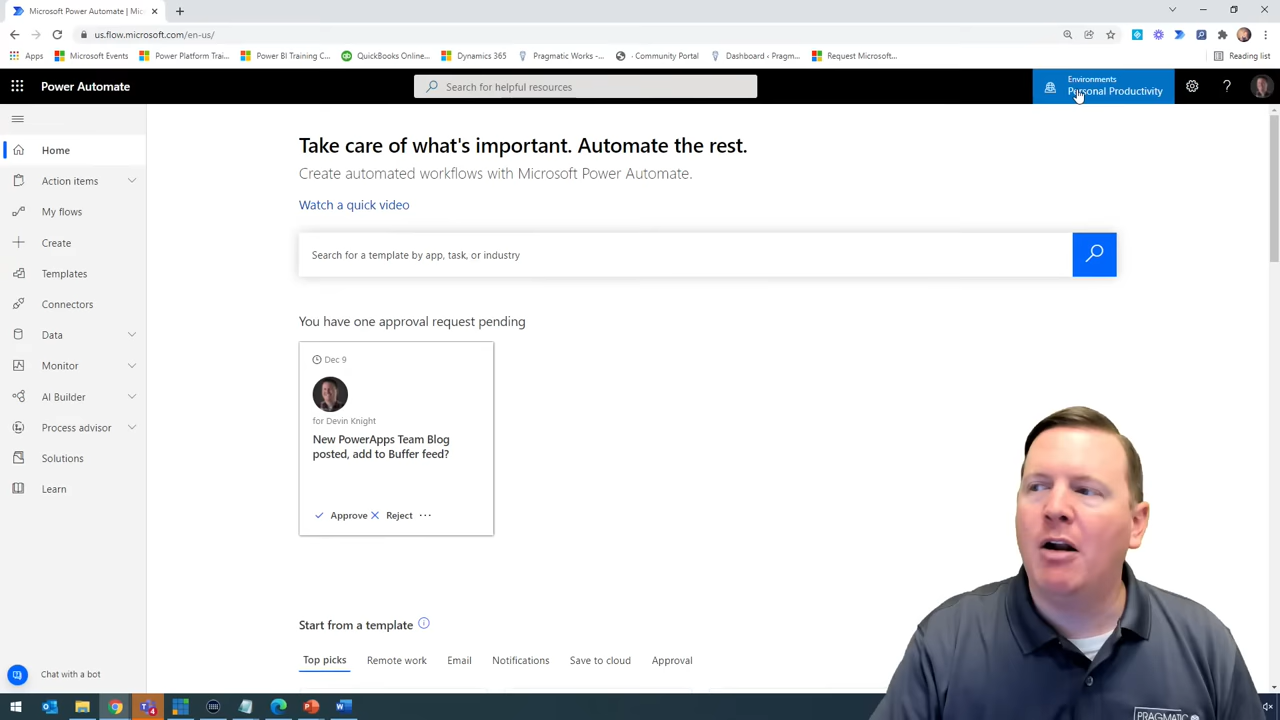 Microsoft Power Automate | Mic
us.flow.microsoft.com/en-us/
Apps
Microsoft Events
Power Platform Trai...
Power BI Training C...
QuickBooks Online...
Dynamics 365
Pragmatic Works -...
· Community Portal
Dashboard ‹ Pragm...
Request Microsoft...
Reading list
Power Automate
Search for helpful resources
Environments
Personal Productivity
Home
Action items
My flows
Create
Templates
Connectors
Data
Monitor
AI Builder
Process advisor
Solutions
Learn
Chat with a bot
Take care of what's important. Automate the rest.
Create automated workflows with Microsoft Power Automate.
Watch a quick video
Search for a template by app, task, or industry
You have one approval request pending
Dec 9
for Devin Knight
New PowerApps Team Blog
posted, add to Buffer feed?
Approve
Reject
Start from a template
Top picks
Remote work
Email
Notifications
Save to cloud
Approval
PRAGMATIC